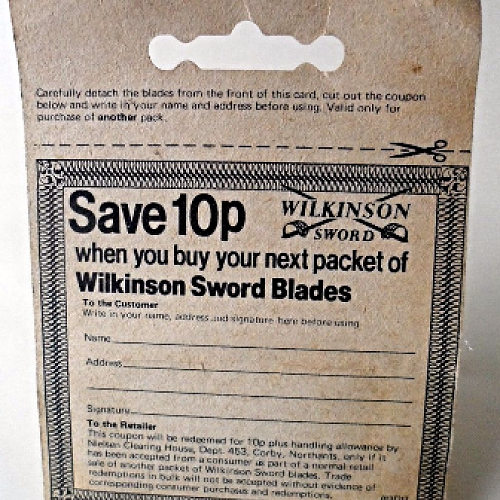 Carefully detach the blades from the front of this card, cut out the coupon
below and write in your name and address before using. Valid only for
purchase of another pack.
Save 10p
WILKINSON
SWORD
when you buy your next packet of
Wilkinson Sword Blades
To the Customer
Write in your name, address and signature here before using
Name
Address
Signature
To the Retailer
This coupon will be redeemed for 10p plus handling allowance by
Nielsen Clearing House, Dept. 453, Corby, Northants, only if it
has been accepted from a consumer as part of a normal retail
sale of another packet of Wilkinson Sword blades. Trade
redemptions in bulk will not be accepted without evidence of
corresponding consumer purchases and redemptions.